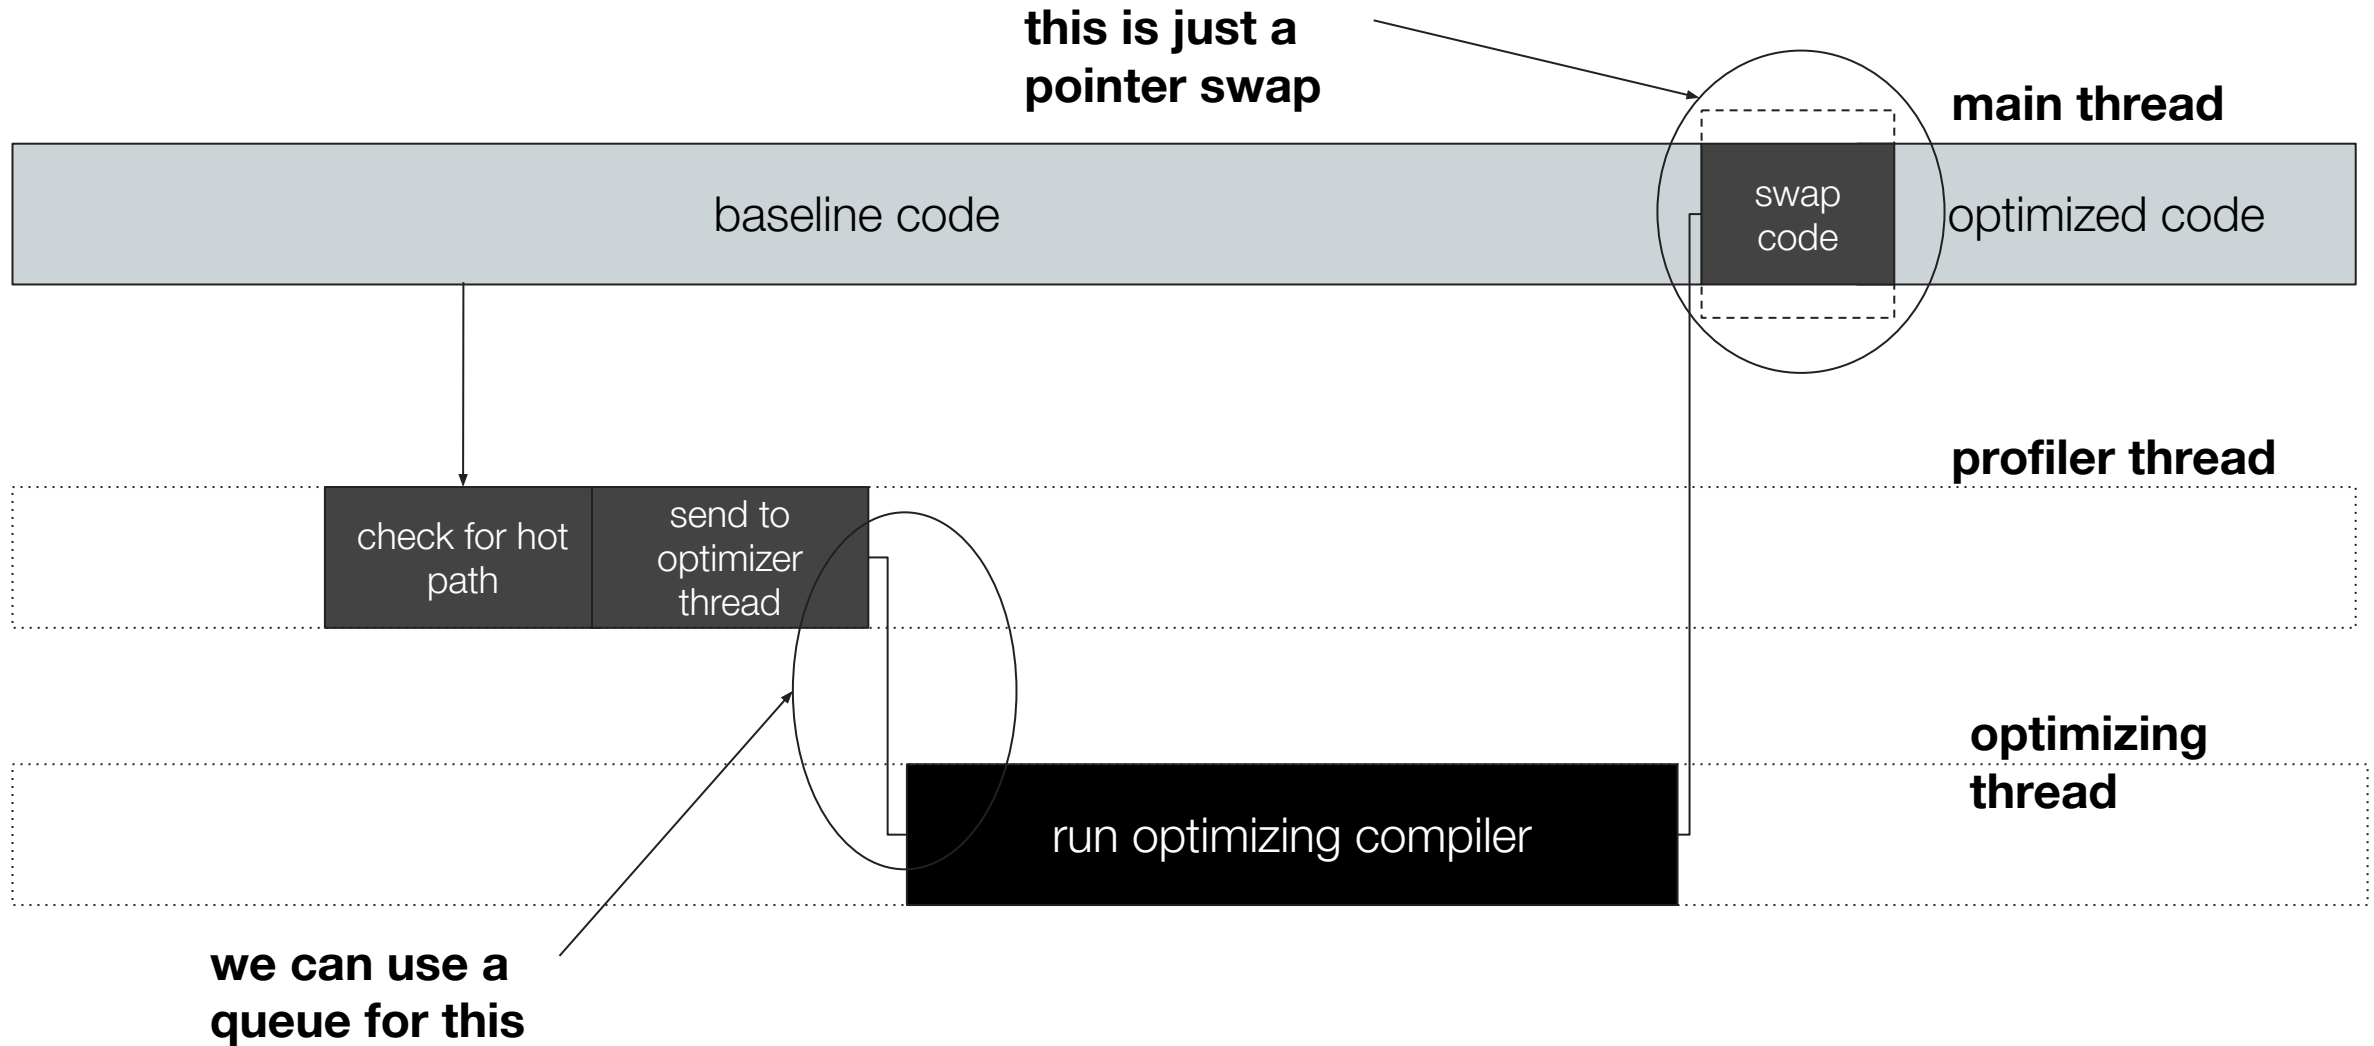 this is just a
pointer swap
main thread
baseline code
swap
code
optimized code
profiler thread
check for hot
path
send to
optimizer
thread
optimizing
thread
run optimizing compiler
we can use a
queue for this